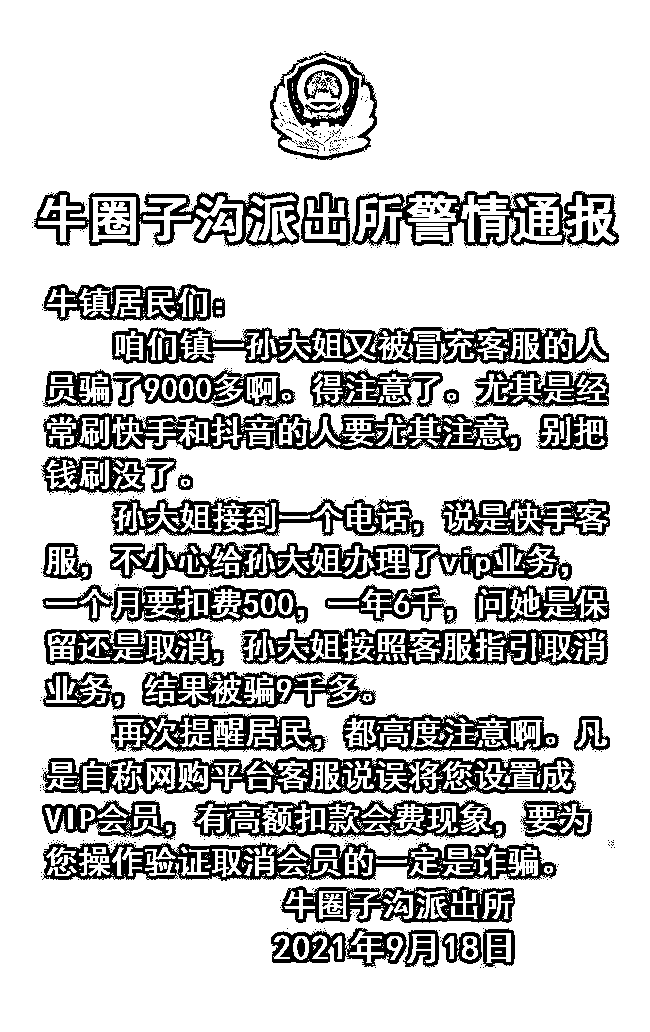 牛圈子沟派出所警情通报
牛镇居民们：
咱们镇一孙大姐又被冒充客服的人
员骗了9000多啊。得注意了。尤其是经
常刷快手和抖音的人要尤其注意，别把
钱刷没了。
孙大姐接到一个电话，说是快手客
服，不小心给孙大姐办理了vip业务，
一个月要扣费500，一年6千，问她是保
留还是取消，孙大姐按照客服指引取消
业务，结果被骗9千多。
再次提醒居民，都高度注意啊。凡
是自称网购平台客服说误将您设置成
VIP会员，有高额扣款会费现象，要为
您操作验证取消会员的一定是诈骗。
牛圈子沟派出所
2021年9月18日